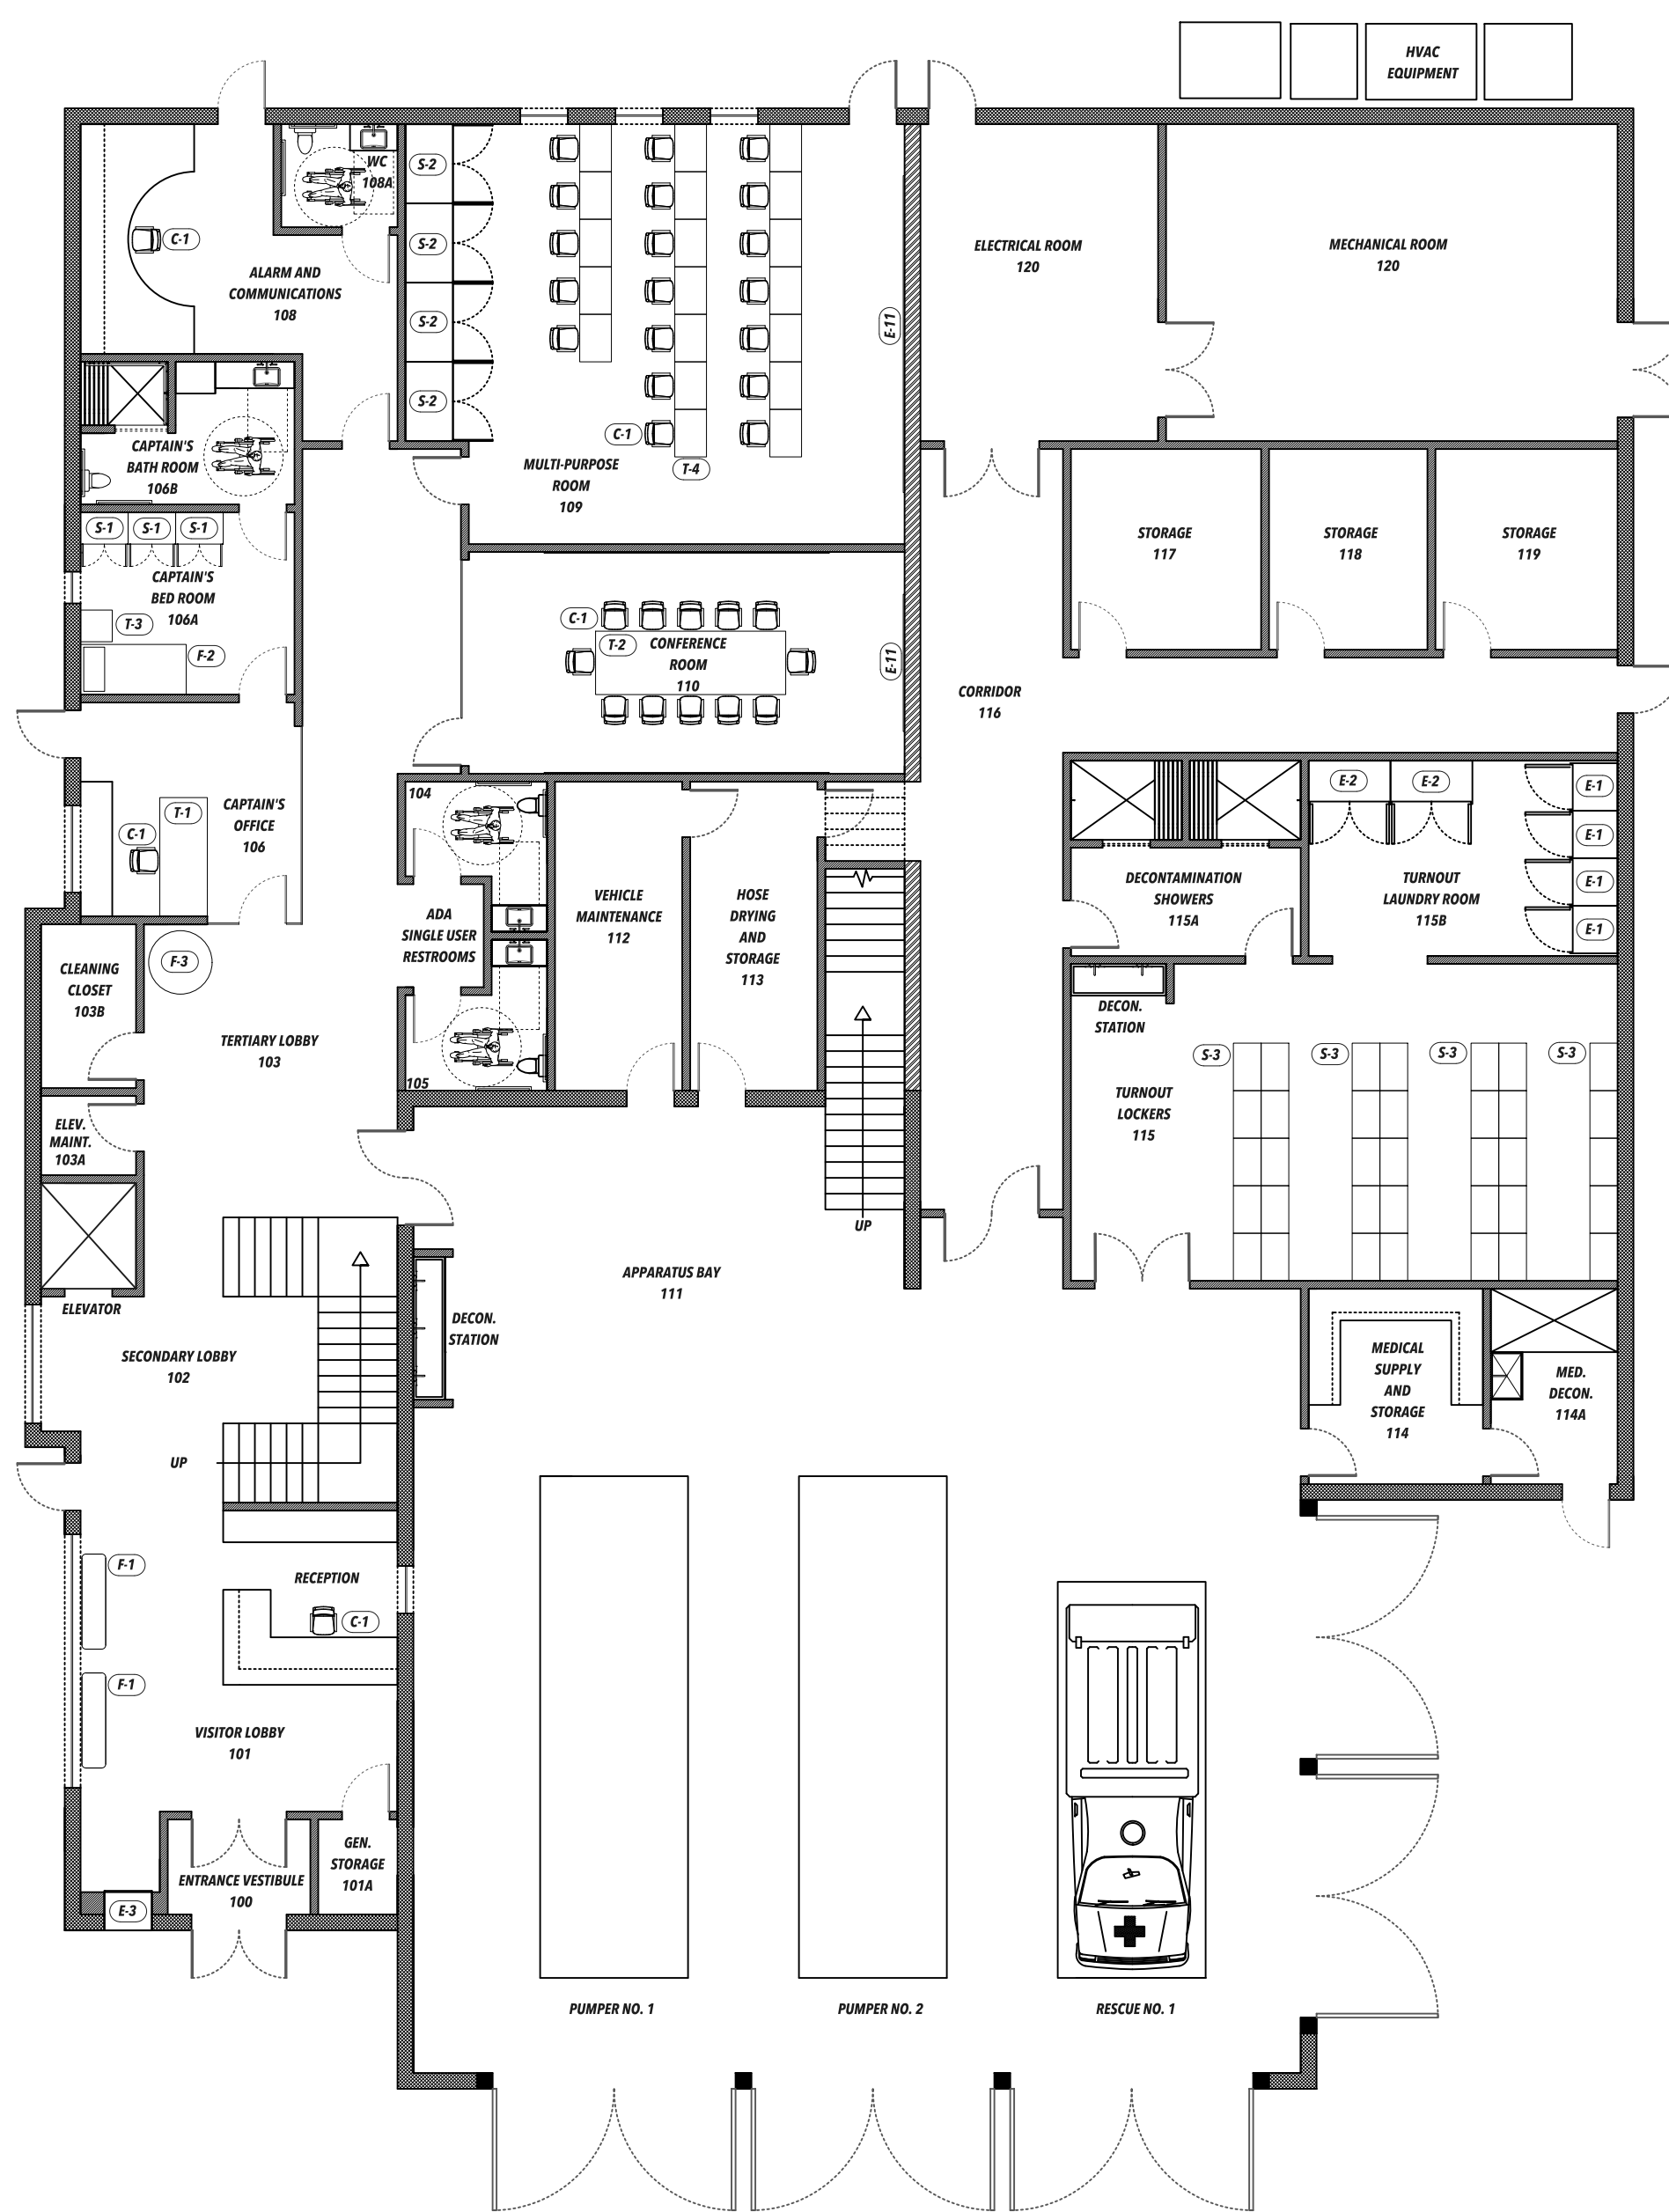 HVAC
EQUIPMENT
WC
108A
S-2
S-2
S-2
S-2
C-1
ALARM AND
COMMUNICATIONS
108
ELECTRICAL ROOM
120
MECHANICAL ROOM
120
E-11
C-1
T-4
MULTI-PURPOSE
ROOM
109
CAPTAIN'S
BATH ROOM
106B
S-1
S-1
S-1
CAPTAIN'S
BED ROOM
106A
T-3
F-2
STORAGE
117
STORAGE
118
STORAGE
119
C-1
T-2
CONFERENCE
ROOM
110
E-11
CORRIDOR
116
CAPTAIN'S
OFFICE
106
T-1
C-1
104
E-2
E-2
E-1
E-1
E-1
E-1
DECONTAMINATION
SHOWERS
115A
TURNOUT
LAUNDRY ROOM
115B
VEHICLE
MAINTENANCE
112
HOSE
DRYING
AND
STORAGE
113
ADA
SINGLE USER
RESTROOMS
F-3
CLEANING
CLOSET
103B
DECON.
STATION
TERTIARY LOBBY
103
105
S-3
S-3
S-3
S-3
TURNOUT
LOCKERS
115
ELEV.
MAINT.
103A
UP
APPARATUS BAY
111
ELEVATOR
DECON.
STATION
SECONDARY LOBBY
102
MEDICAL
SUPPLY
AND
STORAGE
114
MED.
DECON.
114A
UP
F-1
RECEPTION
C-1
F-1
VISITOR LOBBY
101
GEN.
STORAGE
101A
ENTRANCE VESTIBULE
100
E-3
PUMPER NO. 1
PUMPER NO. 2
RESCUE NO. 1